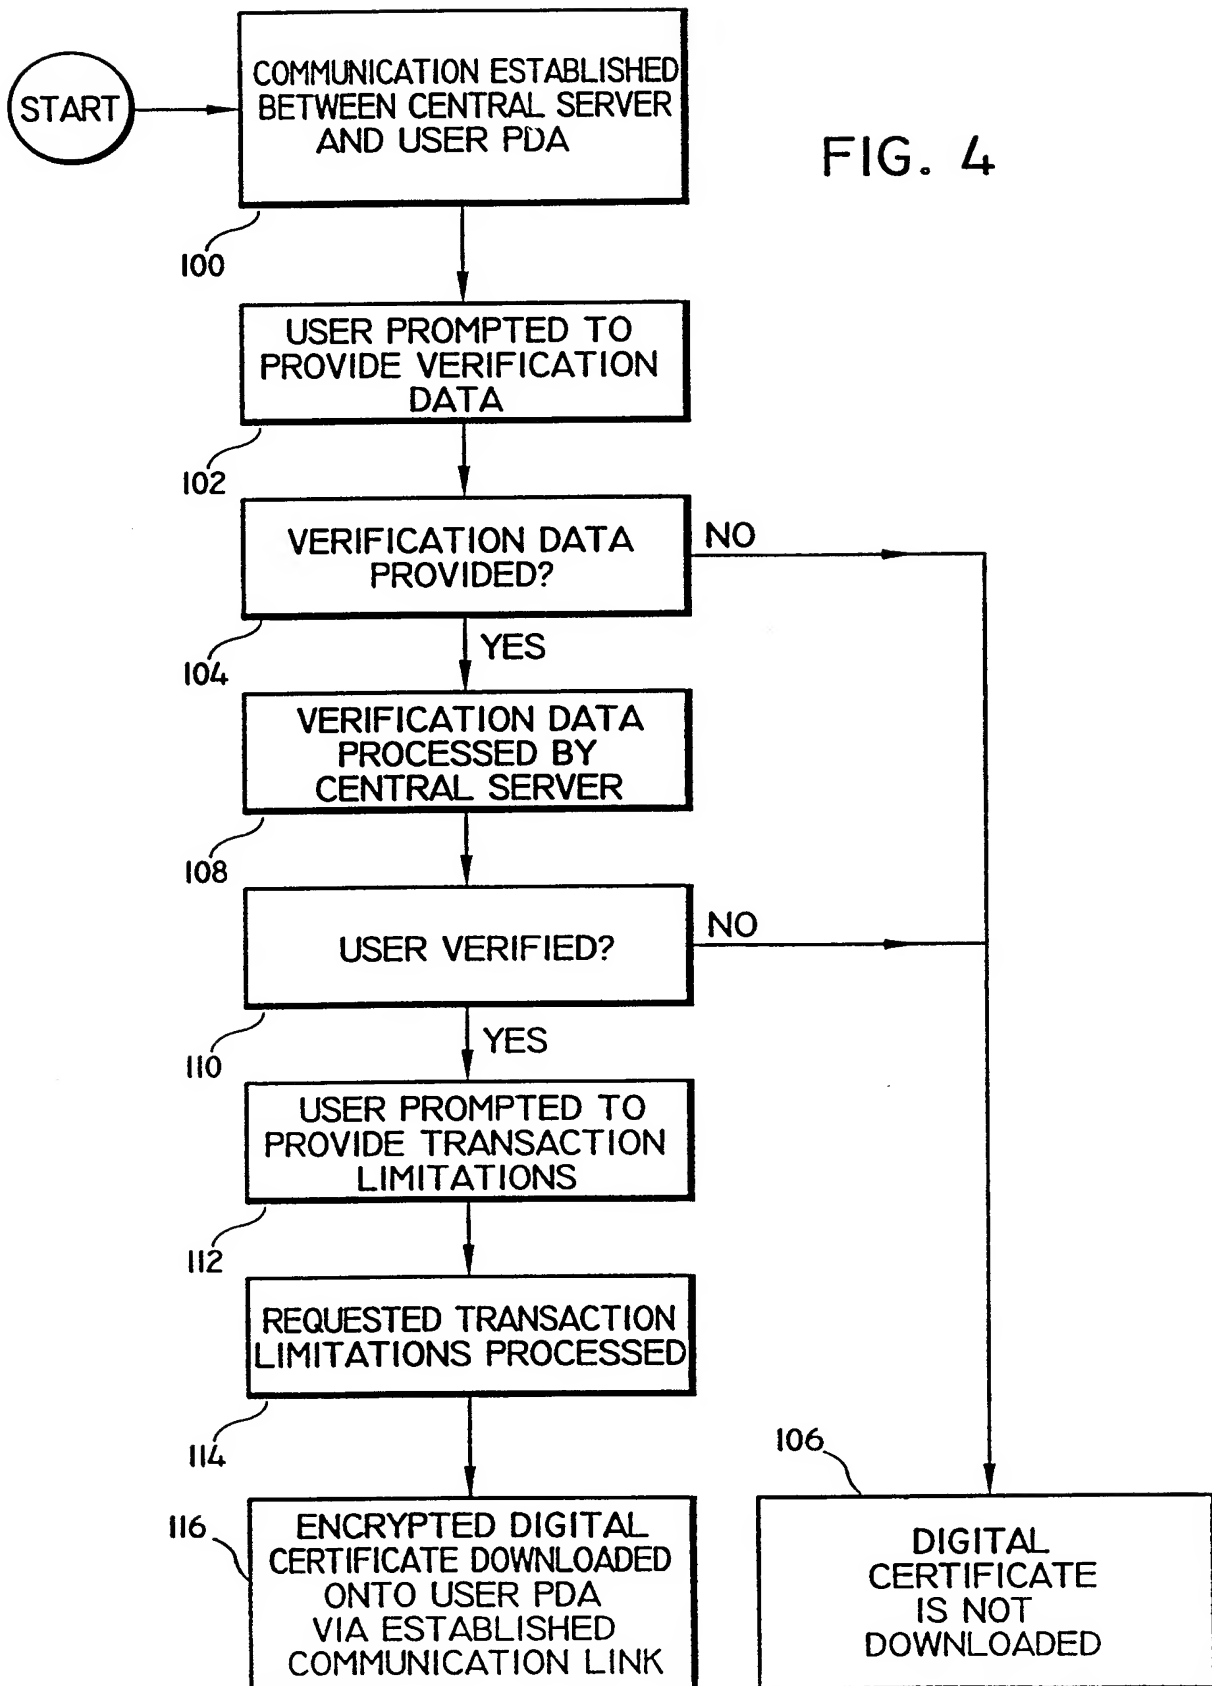 START
COMMUNICATION ESTABLISHED
BETWEEN CENTRAL SERVER
AND USER PDA
FIG. 4
100
USER PROMPTED TO
PROVIDE VERIFICATION
DATA
102
VERIFICATION DATA
PROVIDED?
NO
104
YES
VERIFICATION DATA
PROCESSED BY
CENTRAL SERVER
108
USER VERIFIED?
NO
110
YES
USER PROMPTED TO
PROVIDE TRANSACTION
LIMITATIONS
112
REQUESTED TRANSACTION
LIMITATIONS PROCESSED
114
116
ENCRYPTED DIGITAL
CERTIFICATE DOWNLOADED
ONTO USER PDA
VIA ESTABLISHED
COMMUNICATION LINK
106
DIGITAL
CERTIFICATE
IS NOT
DOWNLOADED